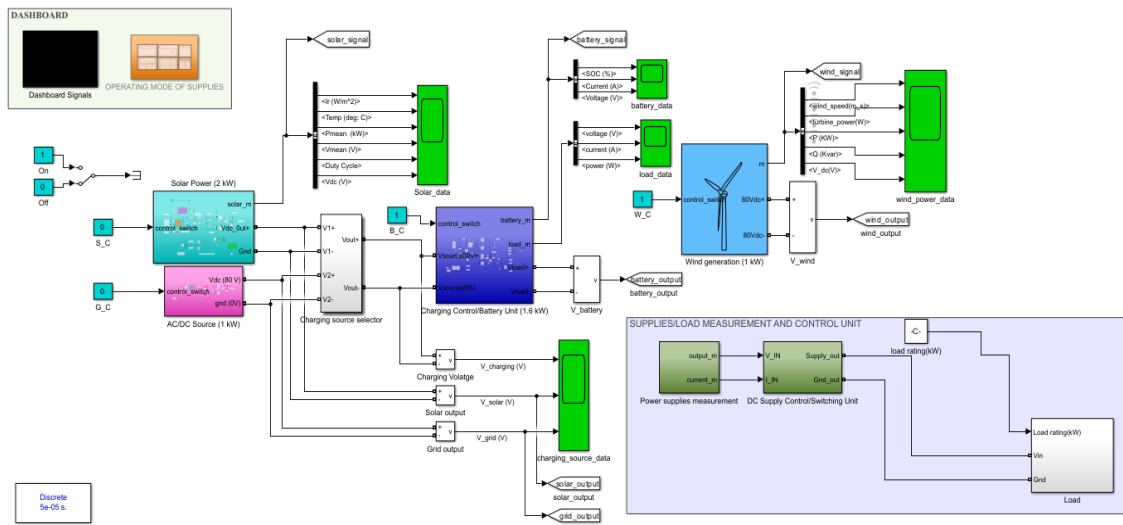 DASHBOARD
Dashboard Signals
OPERATING MODE OF SUPPLIES
solar_signal
<Ir (W/m^2)>
<Temp (deg: C)>
<Pmean (kW)>
<Vmean (V)>
<Duty Cycle>
<Vdc (V)>
Solar_data
battery_signal
<SOC (%)>
<Current (A)>
<Voltage (V)>
battery_data
<voltage (V)>
<current (A)>
<power (W)>
load_data
wind_signal
<wind_speed(m_s)>
<turbine_power(W)>
<P (KW)>
<Q (Kvar)>
<V_dc(V)>
wind_power_data
1
On
0
Off
Solar Power (2 kW)
solar_m
control_switch
Vdc_0ut+
Gnd
0
S_C
Vdc (80 V)
control_switch
gnd (0V)
AC/DC Source (1 kW)
0
G_C
V1+
V1-
V2+
V2-
Vout+
Vout-
Charging source selector
1
B_C
control_switch
battery_m
load_m
Vsource80V+
Vsource80V-
Vload+
Vload-
Charging Control/Battery Unit (1.6 kW)
+
-
v
V_battery
battery_output
battery_output
1
W_C
control_switch
m
80Vdc+
80Vdc-
Wind generation (1 kW)
+
-
v
V_wind
wind_output
wind_output
+
-
v
Charging Volatge
V_charging (V)
+
-
v
Solar output
V_solar (V)
+
-
v
Grid output
V_grid (V)
charging_source_data
solar_output
solar_output
grid_output
Discrete
5e-05 s.
SUPPLIES/LOAD MEASUREMENT AND CONTROL UNIT
-C-
load rating(kW)
output_m
current_m
Power supplies measurement
V_IN
I_IN
Supply_out
Gnd_out
DC Supply Control/Switching Unit
Load rating(kW)
Vin
Gnd
Load